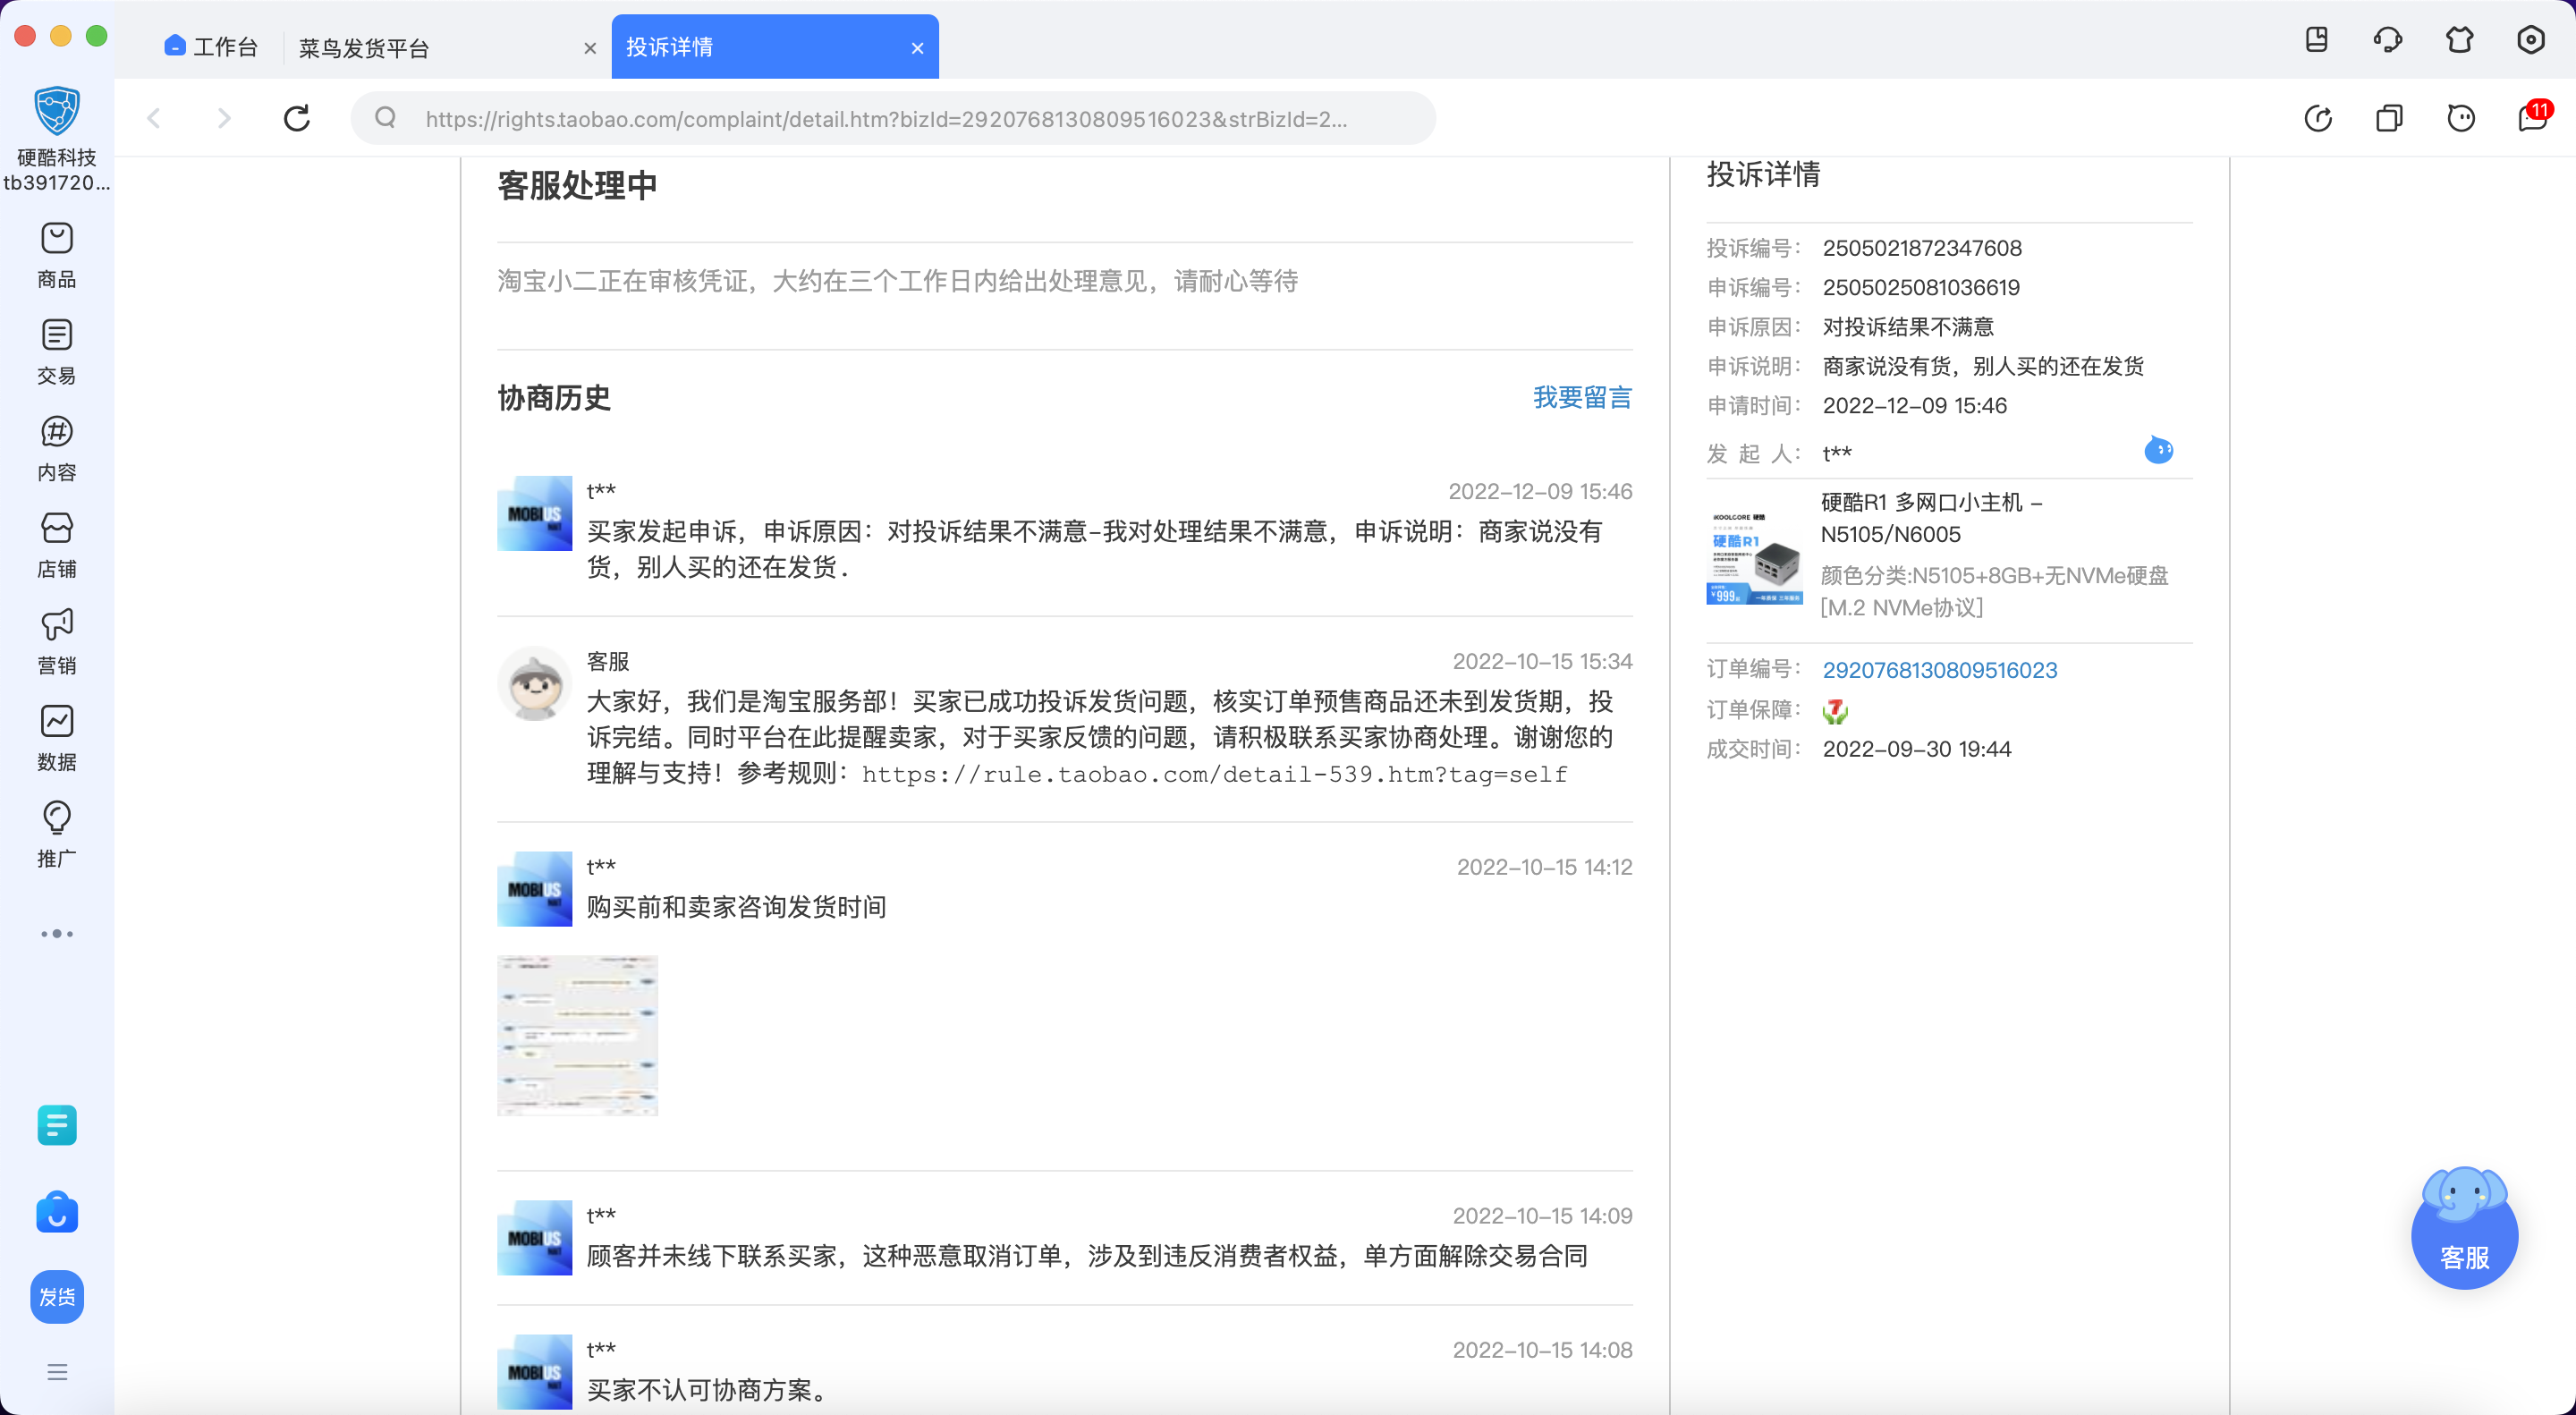 工作台
菜鸟发货平台
投诉详情
硬酷科技
tb391720...
https://rights.taobao.com/complaint/detail.htm?bizId=2920768130809516023&strBizId=2...
11
商品
交易
内容
店铺
营销
数据
推广
发货
客服处理中
淘宝小二正在审核凭证，大约在三个工作日内给出处理意见，请耐心等待
协商历史
我要留言
MOBIUS
t**
2022-12-09 15:46
买家发起申诉，申诉原因：对投诉结果不满意-我对处理结果不满意，申诉说明：商家说没有
货，别人买的还在发货.
客服
2022-10-15 15:34
大家好，我们是淘宝服务部！买家已成功投诉发货问题，核实订单预售商品还未到发货期，投
诉完结。同时平台在此提醒卖家，对于买家反馈的问题，请积极联系买家协商处理。谢谢您的
理解与支持！参考规则：https://rule.taobao.com/detail-539.htm?tag=self
MOBIUS
t**
2022-10-15 14:12
购买前和卖家咨询发货时间
MOBIUS
t**
2022-10-15 14:09
顾客并未线下联系买家，这种恶意取消订单，涉及到违反消费者权益，单方面解除交易合同
MOBIUS
t**
2022-10-15 14:08
买家不认可协商方案。
投诉详情
投诉编号： 2505021872347608
申诉编号： 2505025081036619
申诉原因： 对投诉结果不满意
申诉说明： 商家说没有货，别人买的还在发货
申请时间： 2022-12-09 15:46
发 起 人： t**
硬酷R1
¥999
硬酷R1 多网口小主机 -
N5105/N6005
颜色分类:N5105+8GB+无NVMe硬盘
[M.2 NVMe协议]
订单编号： 2920768130809516023
订单保障： 7
成交时间： 2022-09-30 19:44
客服